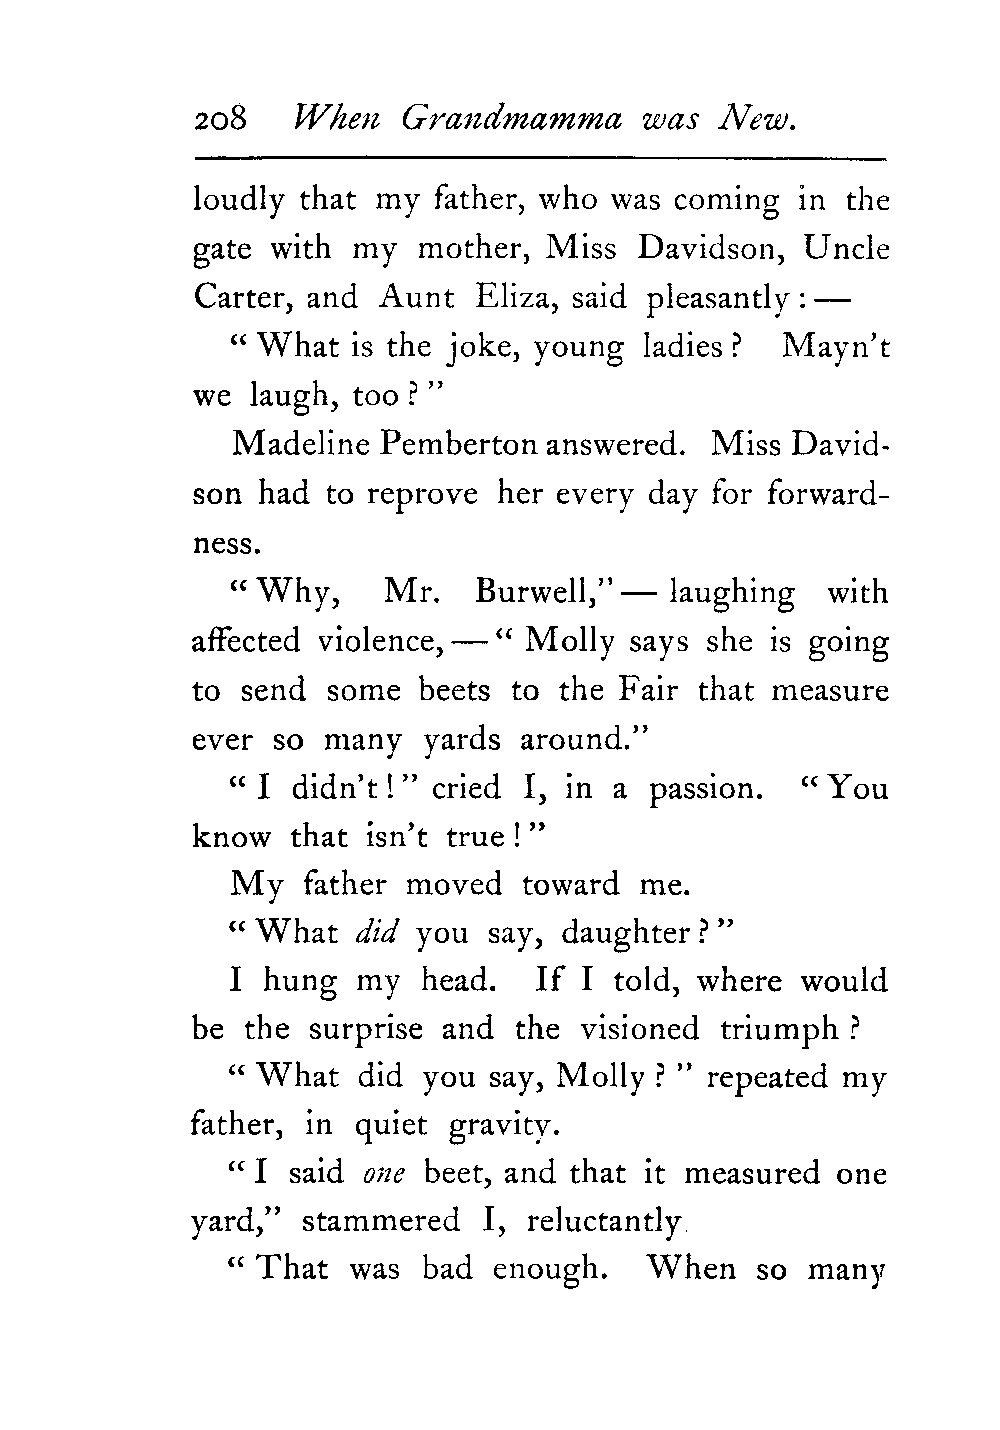 208 When Grandmamma was New.
loudly that my father, who was coming in the
gate with my mother, Miss Davidson, Uncle
Carter, and Aunt Eliza, said pleasantly : —
“ What is the joke, young ladies ? Mayn’t
we laugh, too ? ”
Madeline Pemberton answered. Miss David-
son had to reprove her every day for forward-
ness.
“ Why, Mr. Burwell,” — laughing with
affected violence, — “ Molly says she is going
to send some beets to the Fair that measure
ever so many yards around.”
“ I didn’t ! ” cried I, in a passion. “ You
know that isn’t true ! ”
My father moved toward me.
“ What did you say, daughter ? ”
I hung my head. If I told, where would
be the surprise and the visioned triumph ?
“ What did you say, Molly ? ” repeated my
father, in quiet gravity.
“ I said one beet, and that it measured one
yard,” stammered I, reluctantly.
“ That was bad enough. When so many